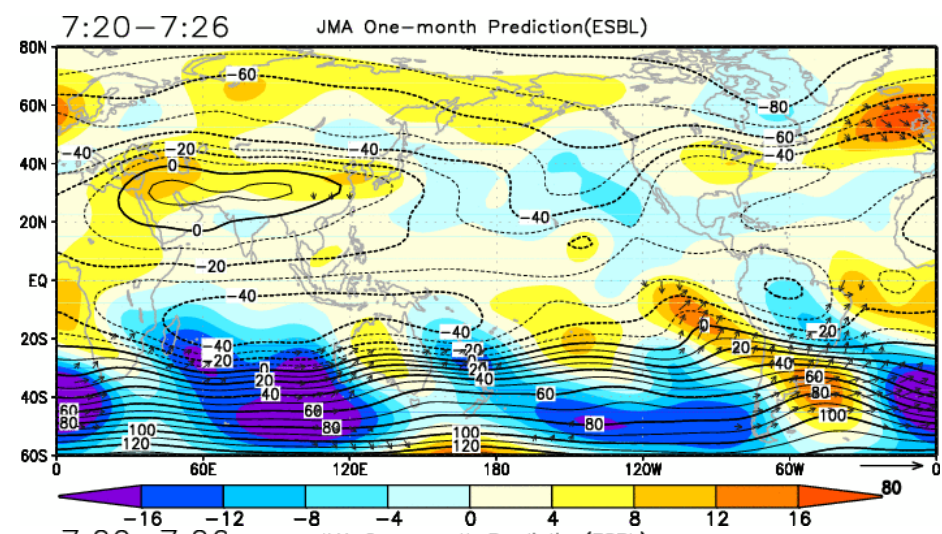 7:20−7:26 JMA One−month Prediction(ESBL)
80N
−60
60N −80
−60
−40 −20 −40 −40
40N 0
20N −40
0
−20
EQ
−40
−40 0 −20
20S −40 −20 20
−20 0 20 40
0 20 40 60
40S 40 60 80
60 60 80 100
80 80
100 100
120 120
60S
0 60E 120E 180 120W 60W 0
80
−16 −12 −8 −4 0 4 8 12 16